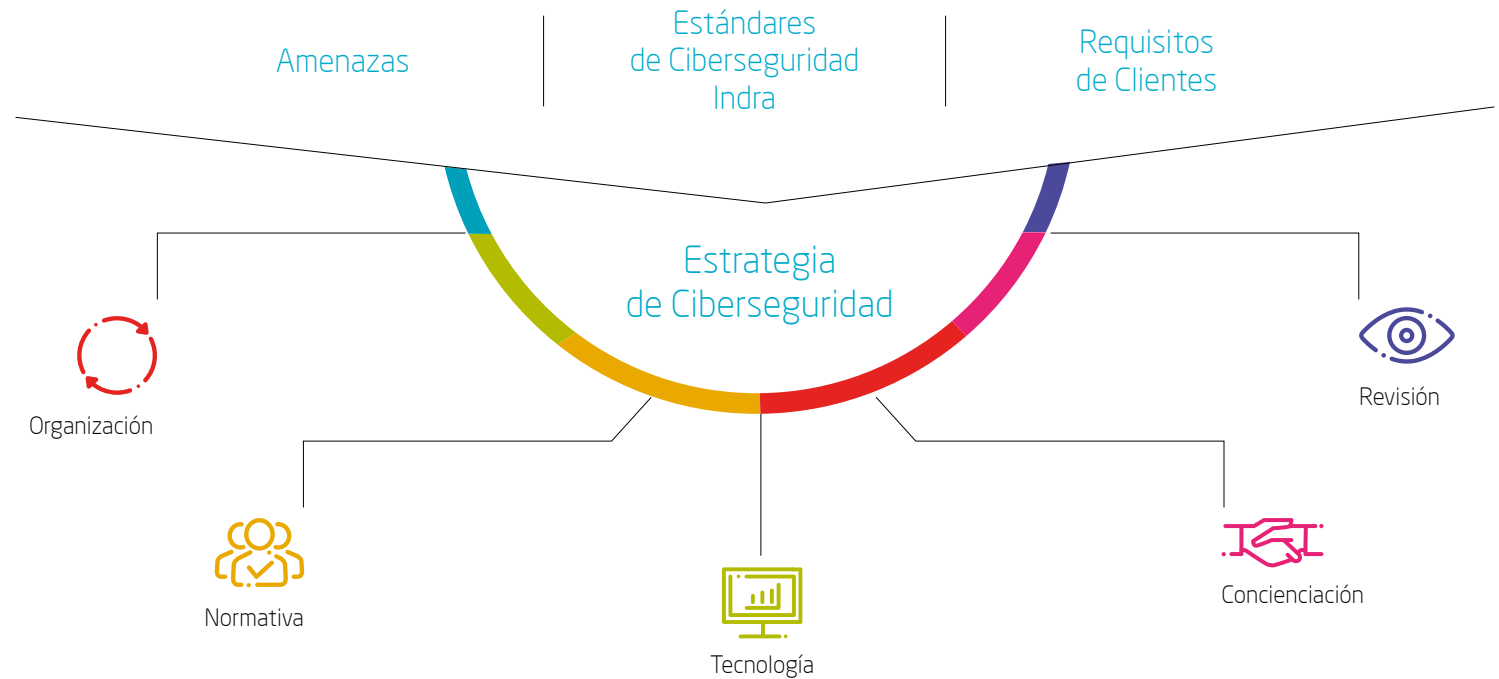 Amenazas
Estándares
de Ciberseguridad
Indra
Requisitos
de Clientes
Estrategia
de Ciberseguridad
Organización
Normativa
Tecnología
Concienciación
Revisión